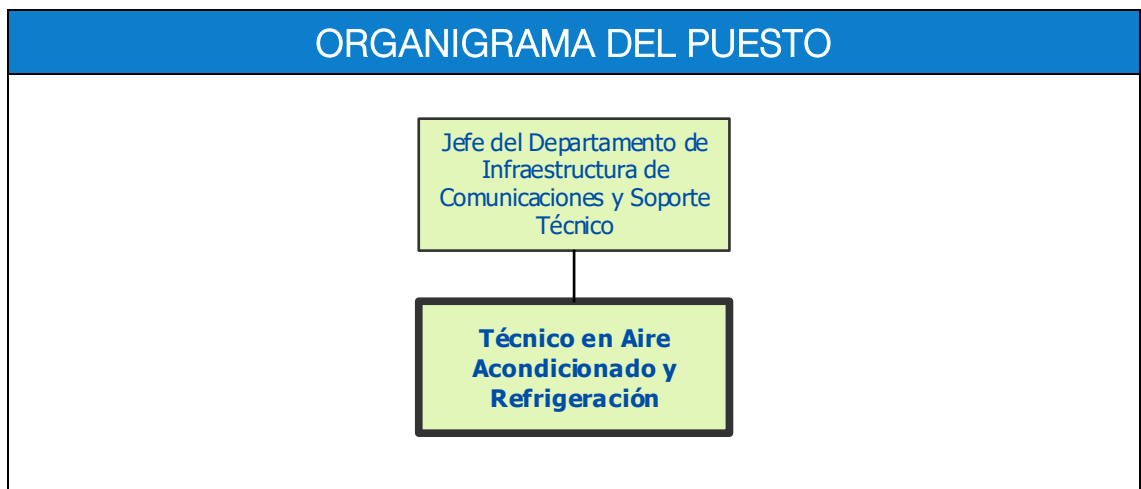 ORGANIGRAMA DEL PUESTO
Jefe del Departamento de
Infraestructura de
Comunicaciones y Soporte
Técnico
Técnico en Aire
Acondicionado y
Refrigeración